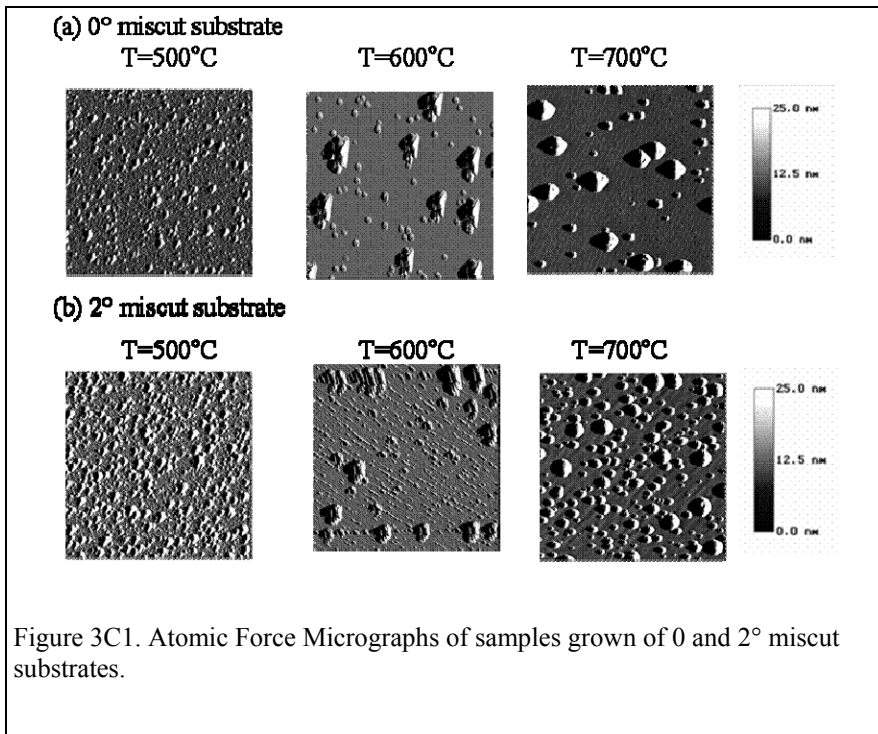 (a) 0° miscut substrate
T=500°C T=600°C T=700°C
25.0 nm
12.5 nm
0.0 nm
(b) 2° miscut substrate
T=500°C T=600°C T=700°C
25.0 nm
12.5 nm
0.0 nm
Figure 3C1. Atomic Force Micrographs of samples grown of 0 and 2° miscut
substrates.